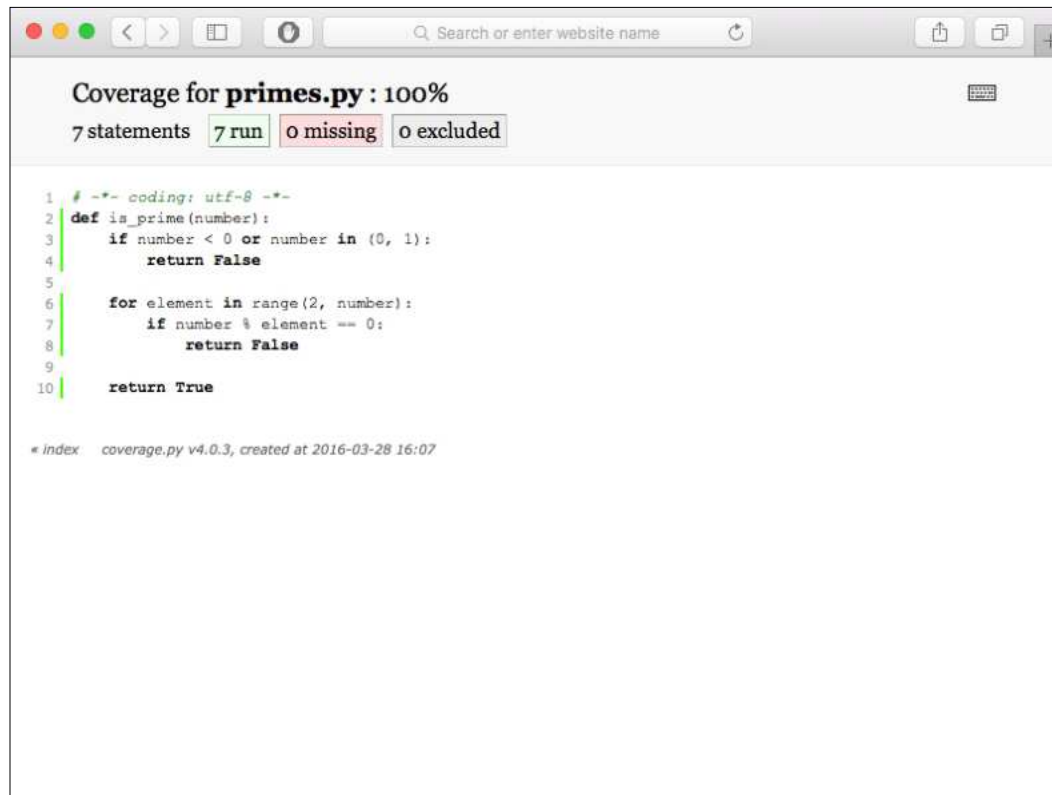 Search or enter website name
Coverage for primes.py : 100%
7 statements 7 run 0 missing 0 excluded
1 # -*- coding: utf-8 -*-
2 def is_prime(number):
3     if number < 0 or number in (0, 1):
4         return False
5
6     for element in range(2, number):
7         if number % element == 0:
8             return False
9
10     return True
« index coverage.py v4.0.3, created at 2016-03-28 16:07